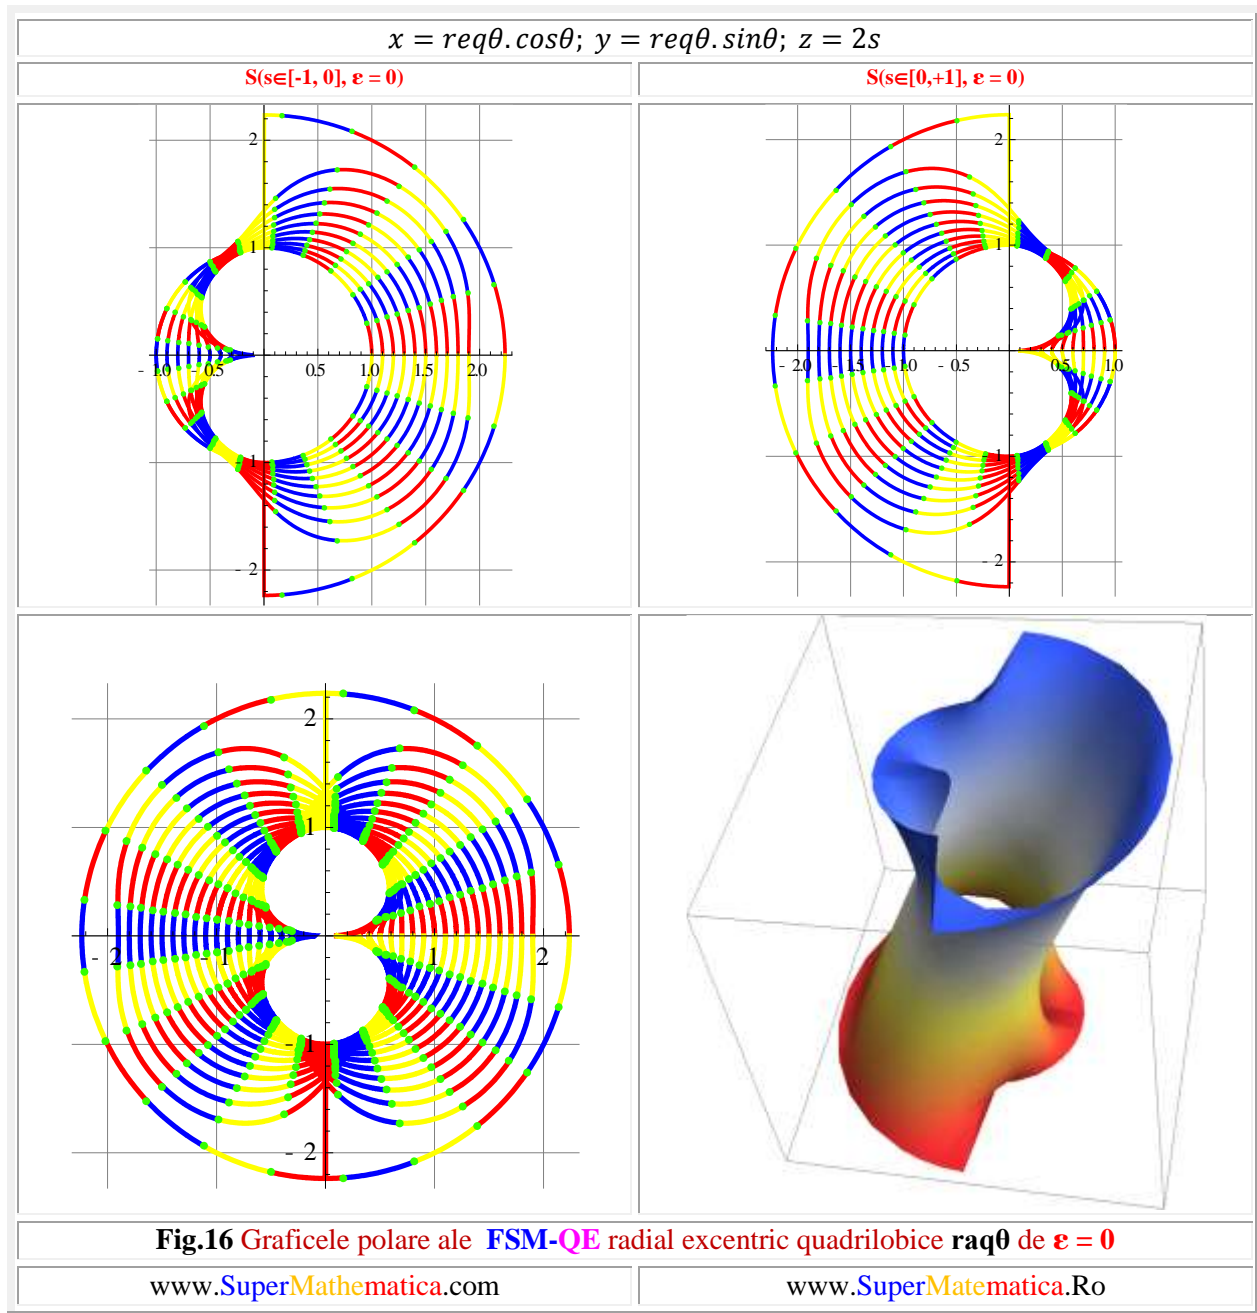 x = reqθ.cosθ; y = reqθ.sinθ; z = 2s
S(s∈[-1, 0], ε = 0)
S(s∈[0,+1], ε = 0)
2
1
- 1.0 - 0.5 0.5 1.0 1.5 2.0
- 1
- 2
2
1
- 2.0 - 1.5 - 1.0 - 0.5 0.5 1.0
- 1
- 2
2
1
- 2 - 1 1 2
- 1
- 2
Fig.16 Graficele polare ale FSM-QE radial excentric quadrilobice raqθ de ε = 0
www.SuperMathematica.com
www.SuperMatematica.Ro